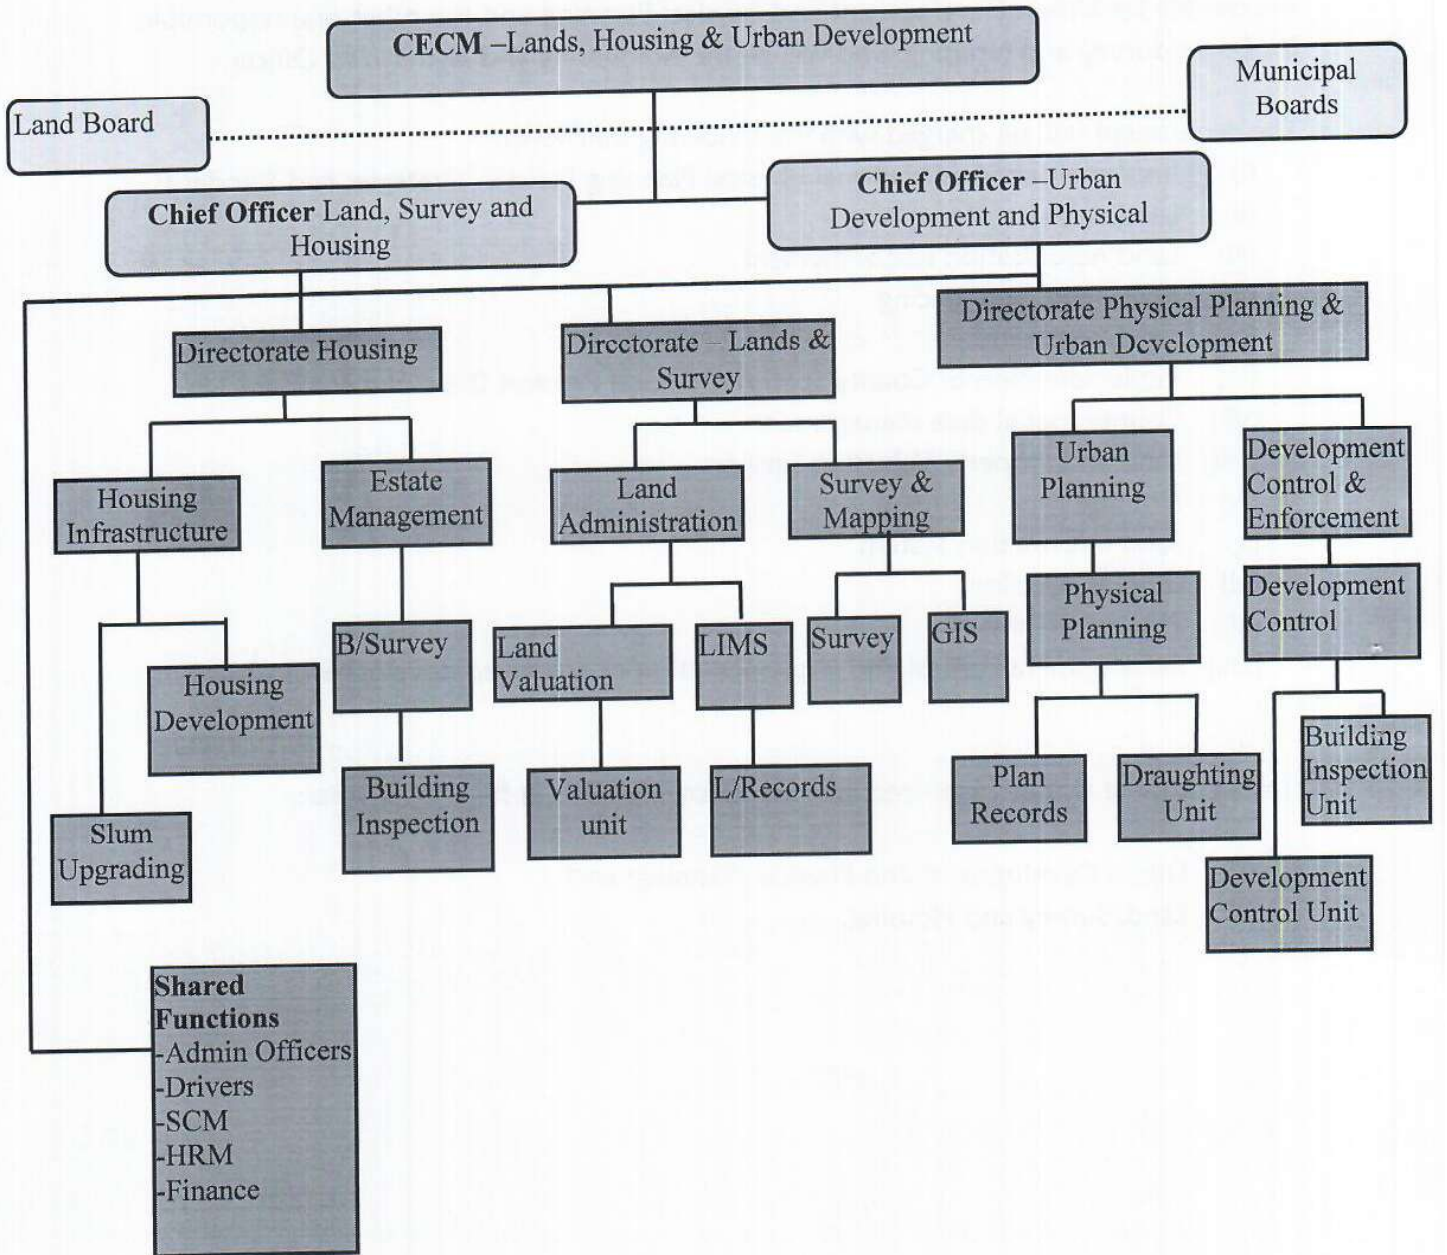 CECM –Lands, Housing & Urban Development
Municipal
Boards
Land Board
Chief Officer Land, Survey and
Housing
Chief Officer –Urban
Development and Physical
Directorate Housing
Directorate – Lands &
Survey
Directorate Physical Planning &
Urban Development
Housing
Infrastructure
Estate
Management
Land
Administration
Survey &
Mapping
Urban
Planning
Development
Control &
Enforcement
Physical
Planning
Development
Control
B/Survey
Land
Valuation
LIMS
Survey
GIS
Housing
Development
Slum
Upgrading
Building
Inspection
Valuation
unit
L/Records
Plan
Records
Draughting
Unit
Building
Inspection
Unit
Development
Control Unit
Shared
Functions
-Admin Officers
-Drivers
-SCM
-HRM
-Finance